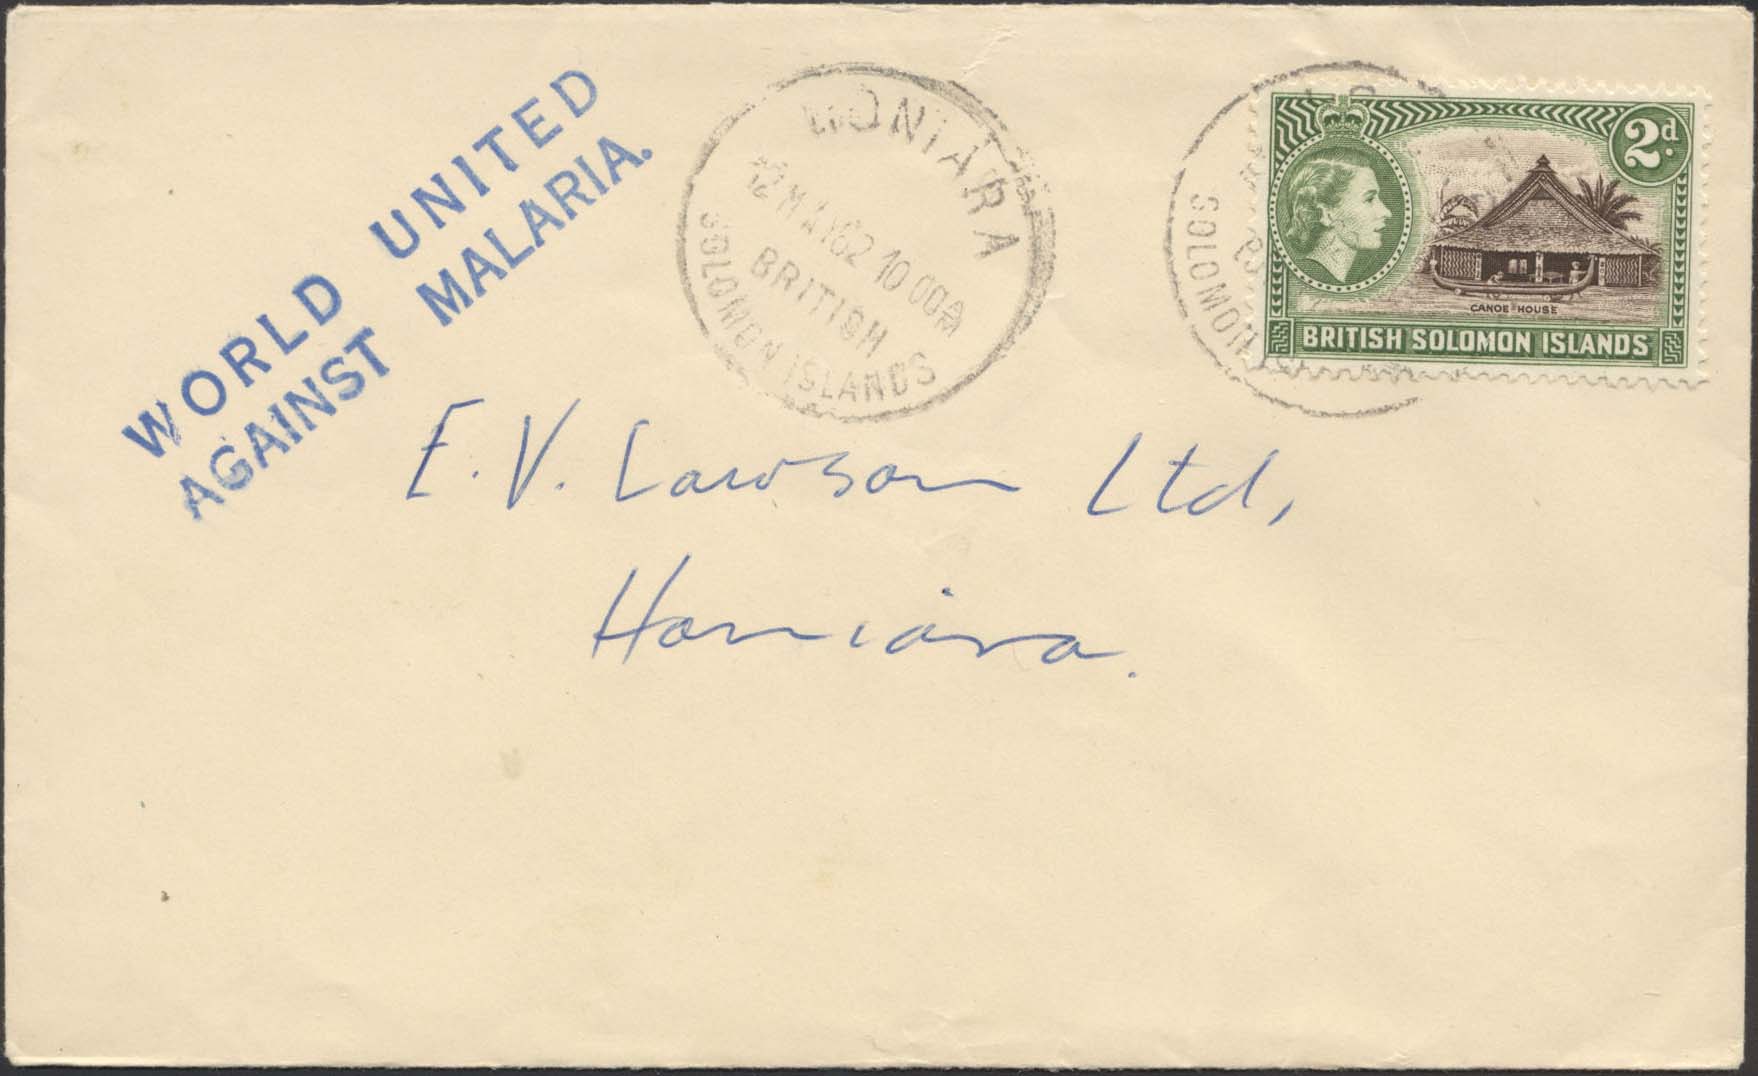 WORLD UNITED
AGAINST MALARIA.
HONIARA
12 MAY 62 10 00 A
BRITISH
SOLOMON ISLANDS
2d.
CANOE HOUSE
BRITISH SOLOMON ISLANDS
SOLOMON
E. V. Lawson Ltd,
Honiara.